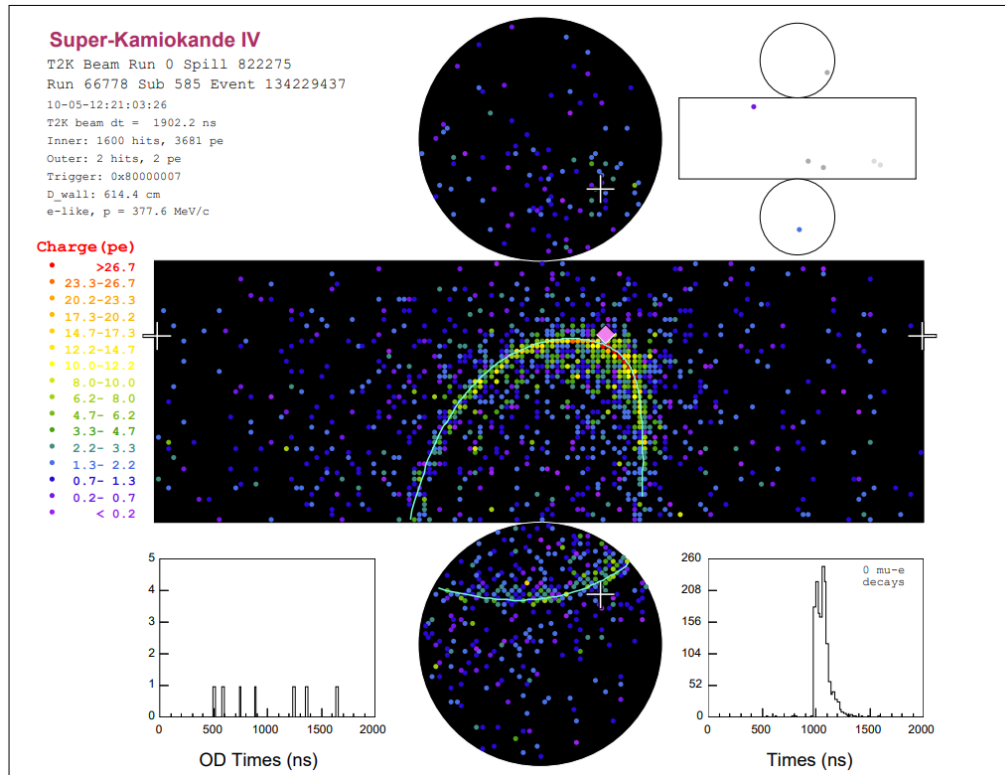 Super-Kamiokande IV
T2K Beam Run 0 Spill 822275
Run 66778 Sub 585 Event 134229437
10-05-12:21:03:26
T2K beam dt = 1902.2 ns
Inner: 1600 hits, 3681 pe
Outer: 2 hits, 2 pe
Trigger: 0x80000007
D_wall: 614.4 cm
e-like, p = 377.6 MeV/c
Charge(pe)
>26.7
23.3-26.7
20.2-23.3
17.3-20.2
14.7-17.3
12.2-14.7
10.0-12.2
8.0-10.0
6.2- 8.0
4.7- 6.2
3.3- 4.7
2.2- 3.3
1.3- 2.2
0.7- 1.3
0.2- 0.7
< 0.2
5
4
3
2
1
0
0 500 1000 1500 2000
OD Times (ns)
0 mu-e
decays
260
208
156
104
52
0
0 500 1000 1500 2000
Times (ns)